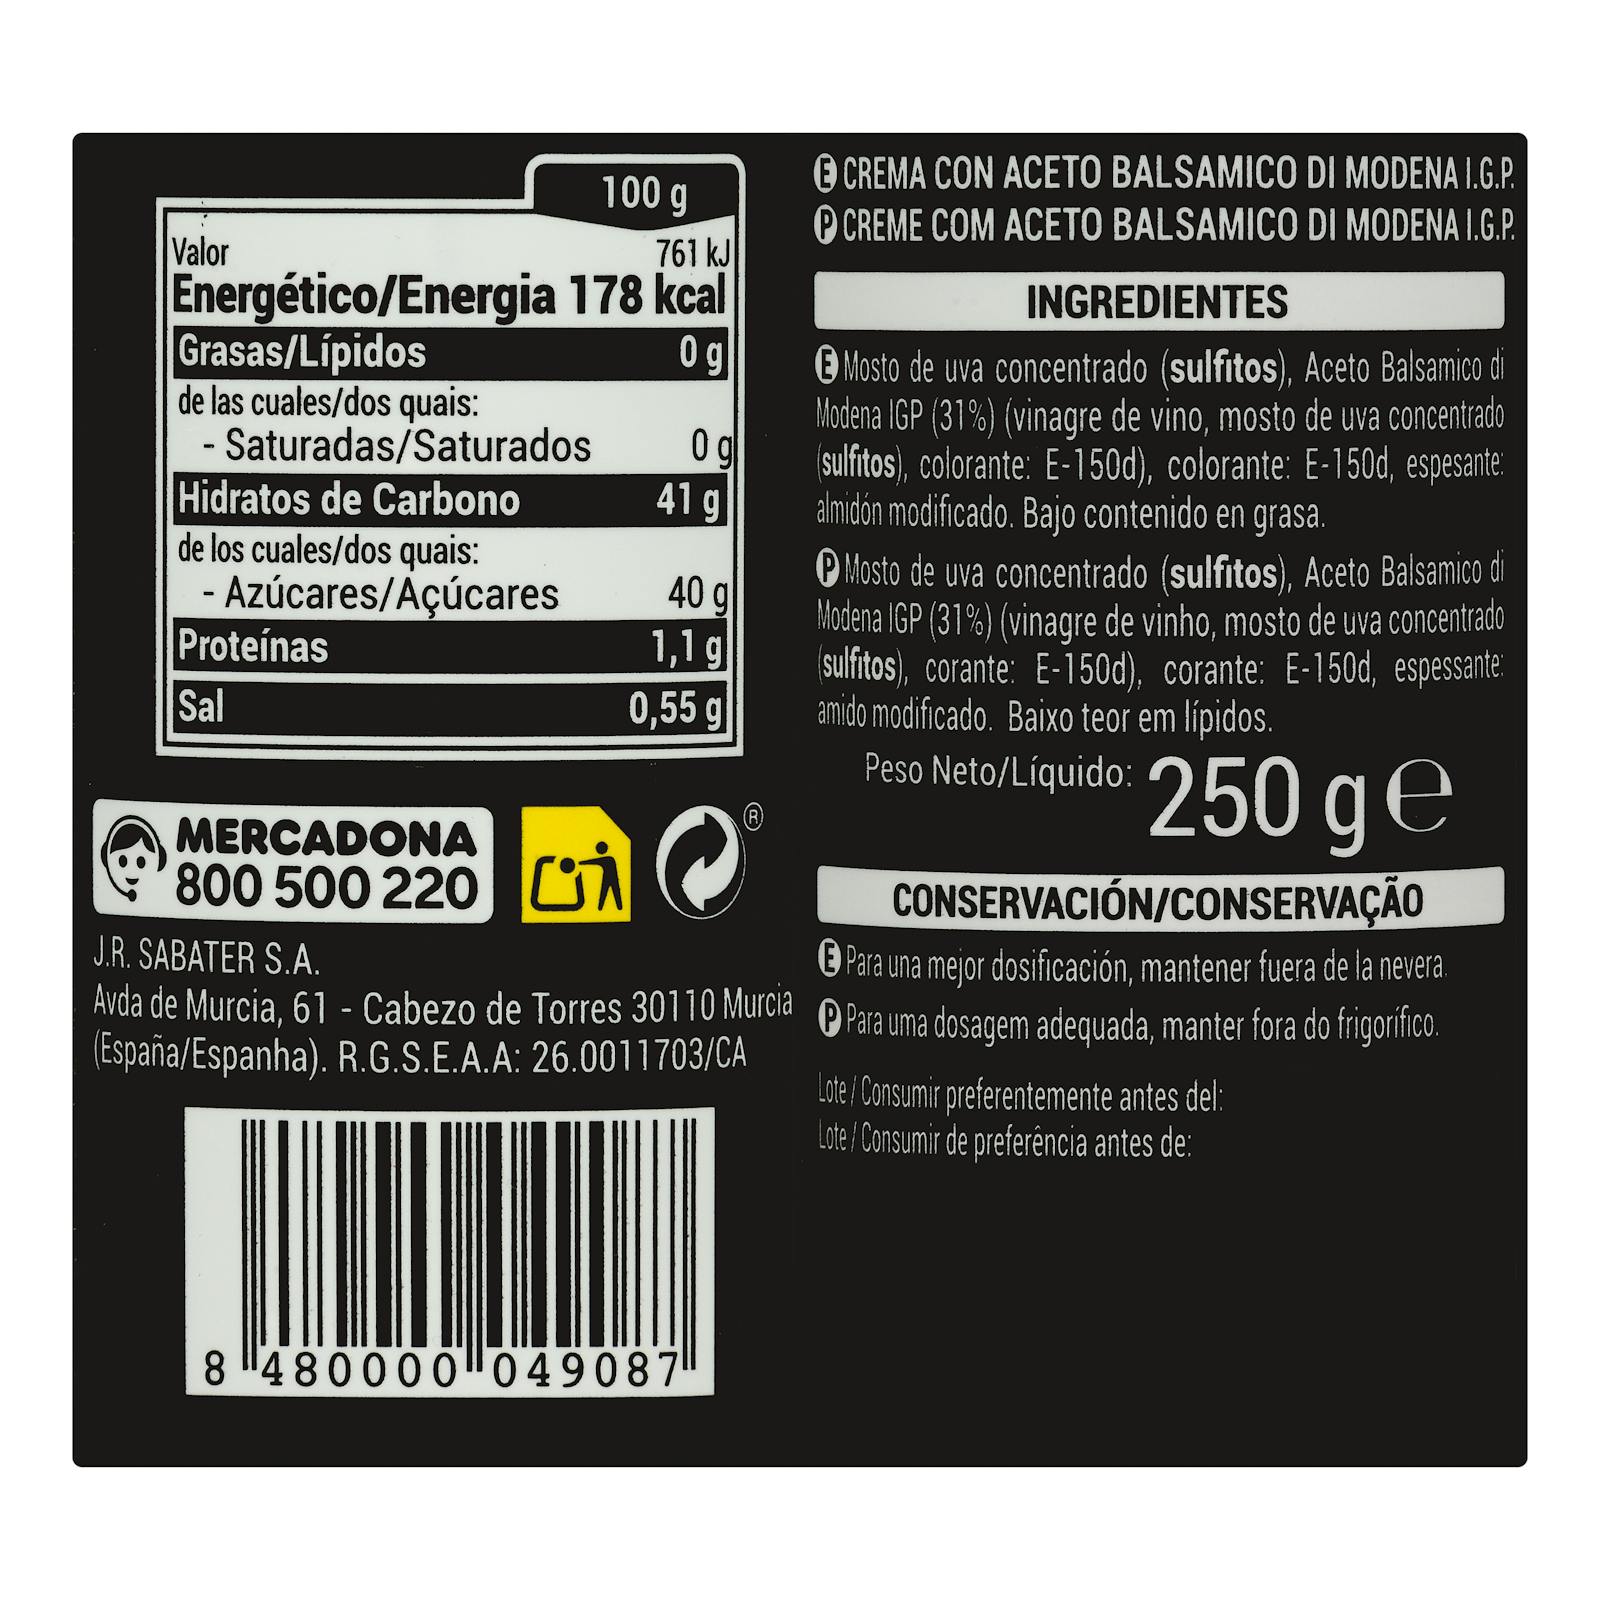 100 g
Valor 761 kJ
Energético/Energia 178 kcal
Grasas/Lípidos 0 g
de las cuales/dos quais:
- Saturadas/Saturados 0 g
Hidratos de Carbono 41 g
de los cuales/dos quais:
- Azúcares/Açúcares 40 g
Proteínas 1,1 g
Sal 0,55 g
MERCADONA
800 500 220
®
J.R. SABATER S.A.
Avda de Murcia, 61 - Cabezo de Torres 30110 Murcia
(España/Espanha). R.G.S.E.A.A: 26.0011703/CA
8 480000 049087
E CREMA CON ACETO BALSAMICO DI MODENA I.G.P.
P CREME COM ACETO BALSAMICO DI MODENA I.G.P.
INGREDIENTES
E Mosto de uva concentrado (sulfitos), Aceto Balsamico di
Modena IGP (31%) (vinagre de vino, mosto de uva concentrado
(sulfitos), colorante: E-150d), colorante: E-150d, espesante:
almidón modificado. Bajo contenido en grasa.
P Mosto de uva concentrado (sulfitos), Aceto Balsamico di
Modena IGP (31%) (vinagre de vinho, mosto de uva concentrado
(sulfitos), corante: E-150d), corante: E-150d, espessante:
amido modificado. Baixo teor em lípidos.
Peso Neto/Líquido: 250 g ℮
CONSERVACIÓN/CONSERVAÇÃO
E Para una mejor dosificación, mantener fuera de la nevera.
P Para uma dosagem adequada, manter fora do frigorífico.
Lote / Consumir preferentemente antes del:
Lote / Consumir de preferência antes de: